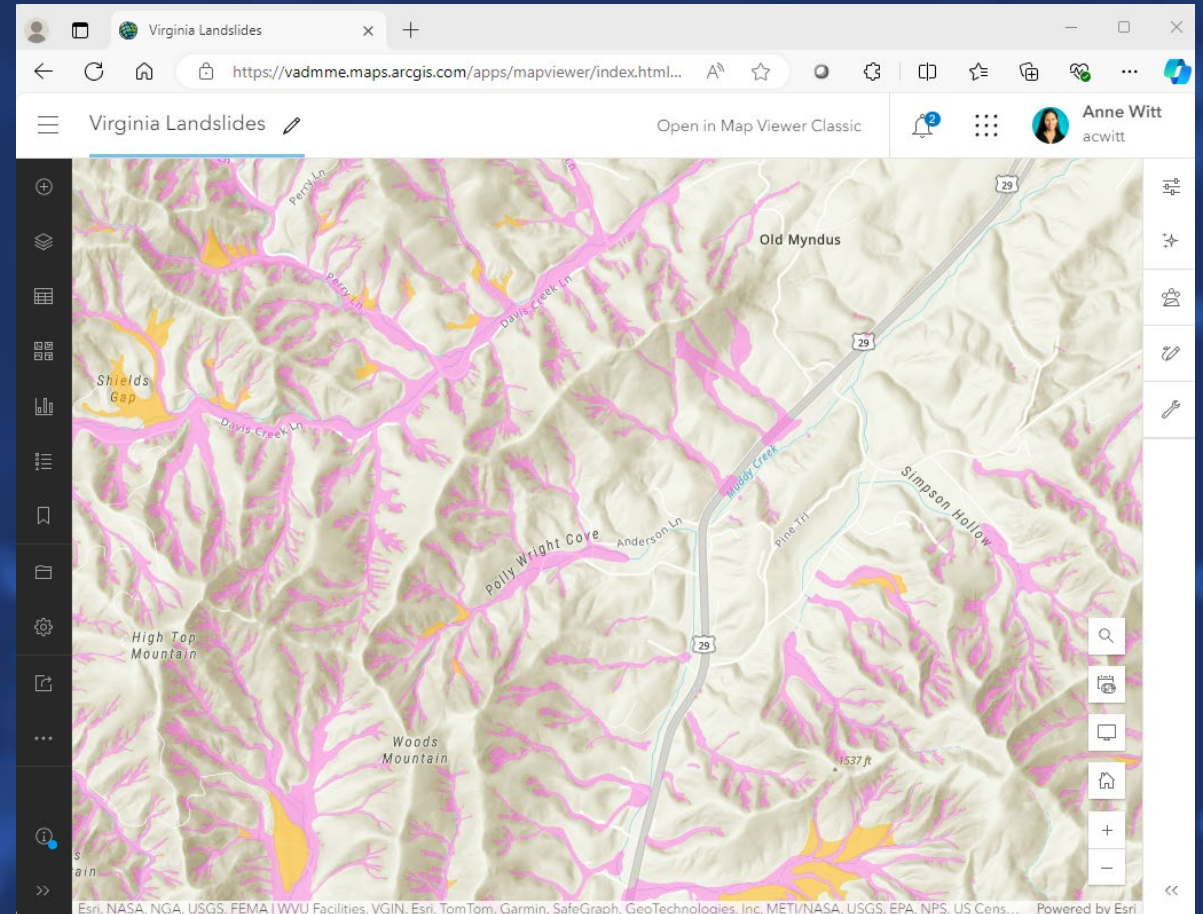 Virginia Landslides
https://vadmme.maps.arcgis.com/apps/mapviewer/index.html...
Virginia Landslides
Open in Map Viewer Classic
2
Anne Witt
acwitt
Perry Ln
29
Old Myndus
Perry Ln
Davis Creek Ln
29
Shields
Gap
Davis Creek Ln
Muddy Creek
Simpson Hollow
Pine Trl
Anderson Ln
Polly Wright Cove
High Top
Mountain
29
Woods
Mountain
1537 ft
s
ain
Esri, NASA, NGA, USGS, FEMA | WVU Facilities, VGIN, Esri, TomTom, Garmin, SafeGraph, GeoTechnologies, Inc, METI/NASA, USGS, EPA, NPS, US Cens... Powered by Esri